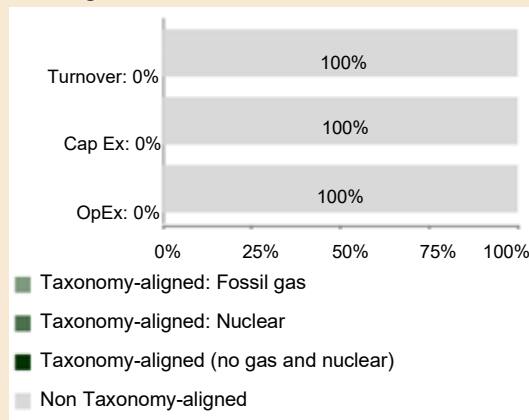 100%
Turnover: 0%
100%
Cap Ex: 0%
100%
OpEx: 0%
0% 25% 50% 75% 100%
Taxonomy-aligned: Fossil gas
Taxonomy-aligned: Nuclear
Taxonomy-aligned (no gas and nuclear)
Non Taxonomy-aligned